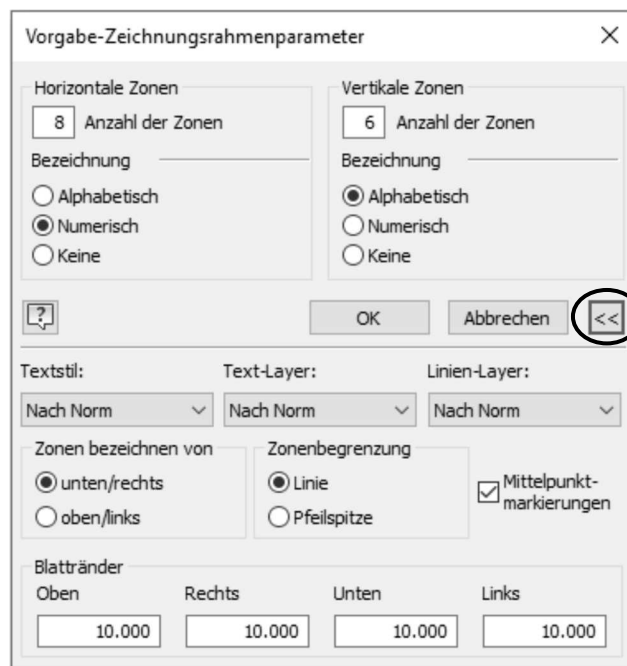 Vorgabe-Zeichnungsrahmenparameter
Horizontale Zonen
8 Anzahl der Zonen
Bezeichnung
Alphabetisch
Numerisch
Keine
Vertikale Zonen
6 Anzahl der Zonen
Bezeichnung
Alphabetisch
Numerisch
Keine
?
OK
Abbrechen
<<
Textstil:
Text-Layer:
Linien-Layer:
Nach Norm
Nach Norm
Nach Norm
Zonen bezeichnen von
unten/rechts
oben/links
Zonenbegrenzung
Linie
Pfeilspitze
Mittelpunkt-
markierungen
Blattränder
Oben
Rechts
Unten
Links
10.000
10.000
10.000
10.000